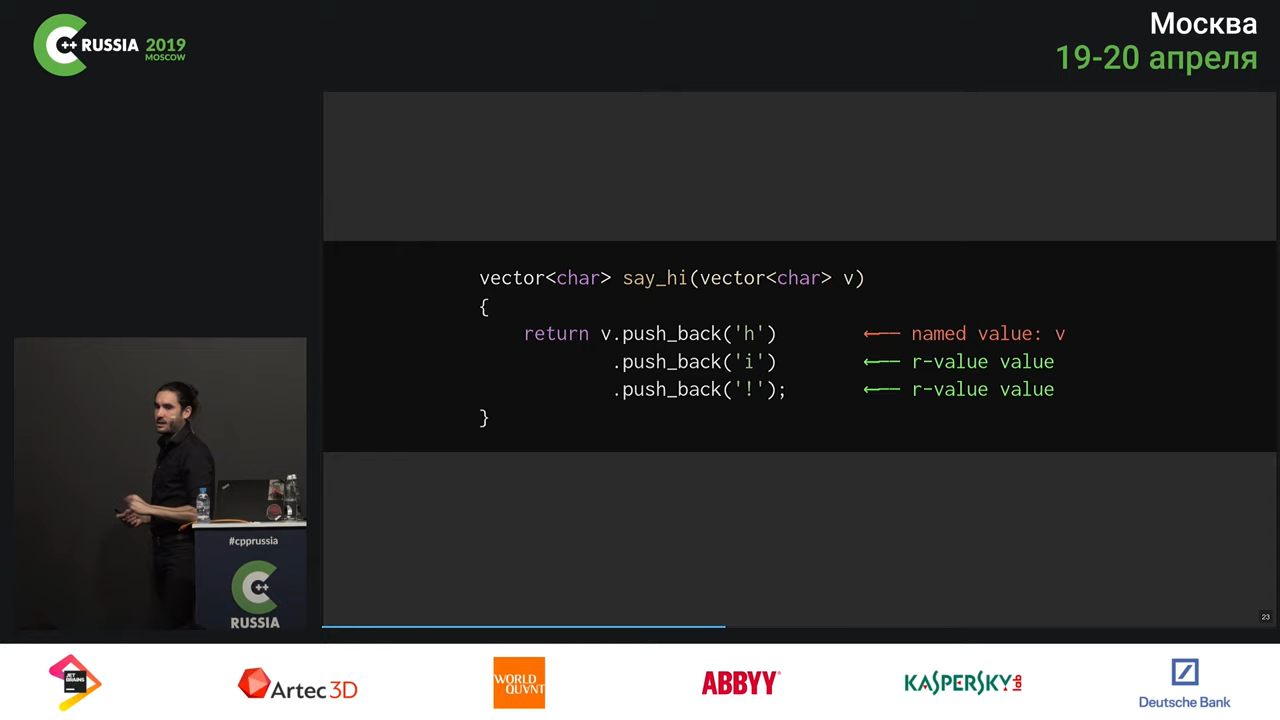 C++ RUSSIA 2019
MOSCOW
Москва
19-20 апреля
vector<char> say_hi(vector<char> v)
{
return v.push_back('h') ⟵ named value: v
.push_back('i') ⟵ r-value value
.push_back('!'); ⟵ r-value value
}
#cpprussia
C++
RUSSIA
23
JET BRAINS
Artec 3D
WORLD QUANT
ABBYY®
KASPERSKY lab
Deutsche Bank